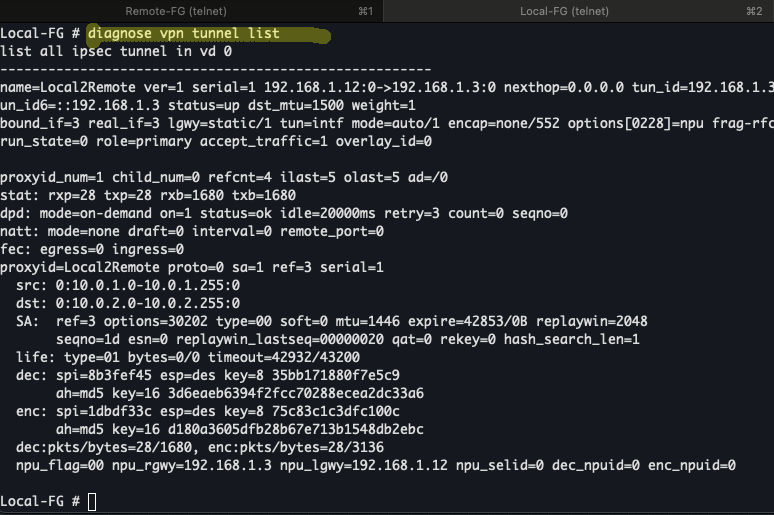 Remote-FG (telnet) ⌘1 Local-FG (telnet) ⌘2
Local-FG # diagnose vpn tunnel list
list all ipsec tunnel in vd 0
------------------------------------------------------
name=Local2Remote ver=1 serial=1 192.168.1.12:0->192.168.1.3:0 nexthop=0.0.0.0 tun_id=192.168.1.3
un_id6=::192.168.1.3 status=up dst_mtu=1500 weight=1
bound_if=3 real_if=3 lgwy=static/1 tun=intf mode=auto/1 encap=none/552 options[0228]=npu frag-rfc
run_state=0 role=primary accept_traffic=1 overlay_id=0
proxyid_num=1 child_num=0 refcnt=4 ilast=5 olast=5 ad=/0
stat: rxp=28 txp=28 rxb=1680 txb=1680
dpd: mode=on-demand on=1 status=ok idle=20000ms retry=3 count=0 seqno=0
natt: mode=none draft=0 interval=0 remote_port=0
fec: egress=0 ingress=0
proxyid=Local2Remote proto=0 sa=1 ref=3 serial=1
src: 0:10.0.1.0-10.0.1.255:0
dst: 0:10.0.2.0-10.0.2.255:0
SA: ref=3 options=30202 type=00 soft=0 mtu=1446 expire=42853/0B replaywin=2048
seqno=1d esn=0 replaywin_lastseq=00000020 qat=0 rekey=0 hash_search_len=1
life: type=01 bytes=0/0 timeout=42932/43200
dec: spi=8b3fef45 esp=des key=8 35bb171880f7e5c9
ah=md5 key=16 3d6eaeb6394f2fcc70288ecea2dc33a6
enc: spi=1dbdf33c esp=des key=8 75c83c1c3dfc100c
ah=md5 key=16 d180a3605dfb28b67e713b1548db2ebc
dec:pkts/bytes=28/1680, enc:pkts/bytes=28/3136
npu_flag=00 npu_rgwy=192.168.1.3 npu_lgwy=192.168.1.12 npu_selid=0 dec_npuid=0 enc_npuid=0
Local-FG #